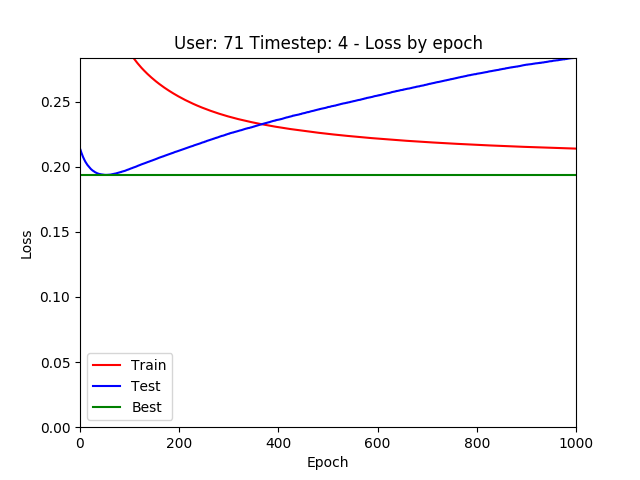 User: 71 Timestep: 4 - Loss by epoch
0.25
0.20
0.15
0.10
0.05
0.00
Loss
Train
Test
Best
0 200 400 600 800 1000
Epoch